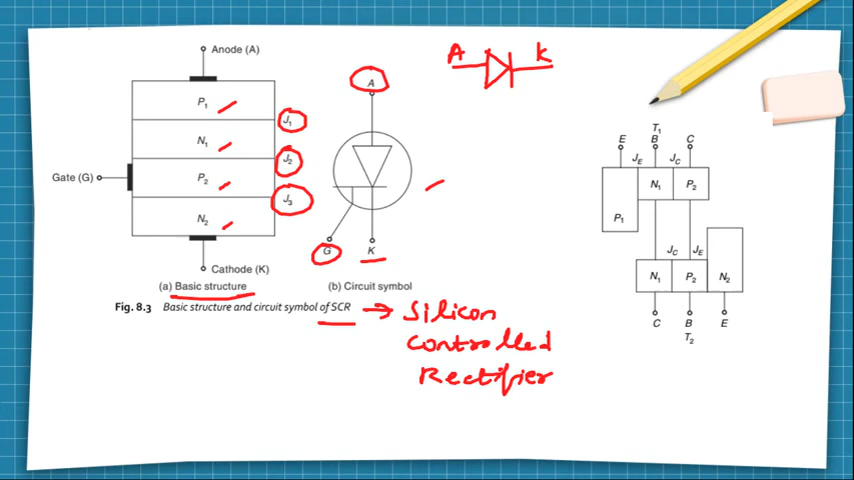 Anode (A)
P1
J1
N1
J2
Gate (G)
P2
J3
N2
Cathode (K)
(a) Basic structure
A
G
K
(b) Circuit symbol
Fig. 8.3 Basic structure and circuit symbol of SCR → Silicon
Controlled
Rectifier
A K
T1
E B C
JE JC
N1 P2
P1
JC JE
N1 P2 N2
C B E
T2